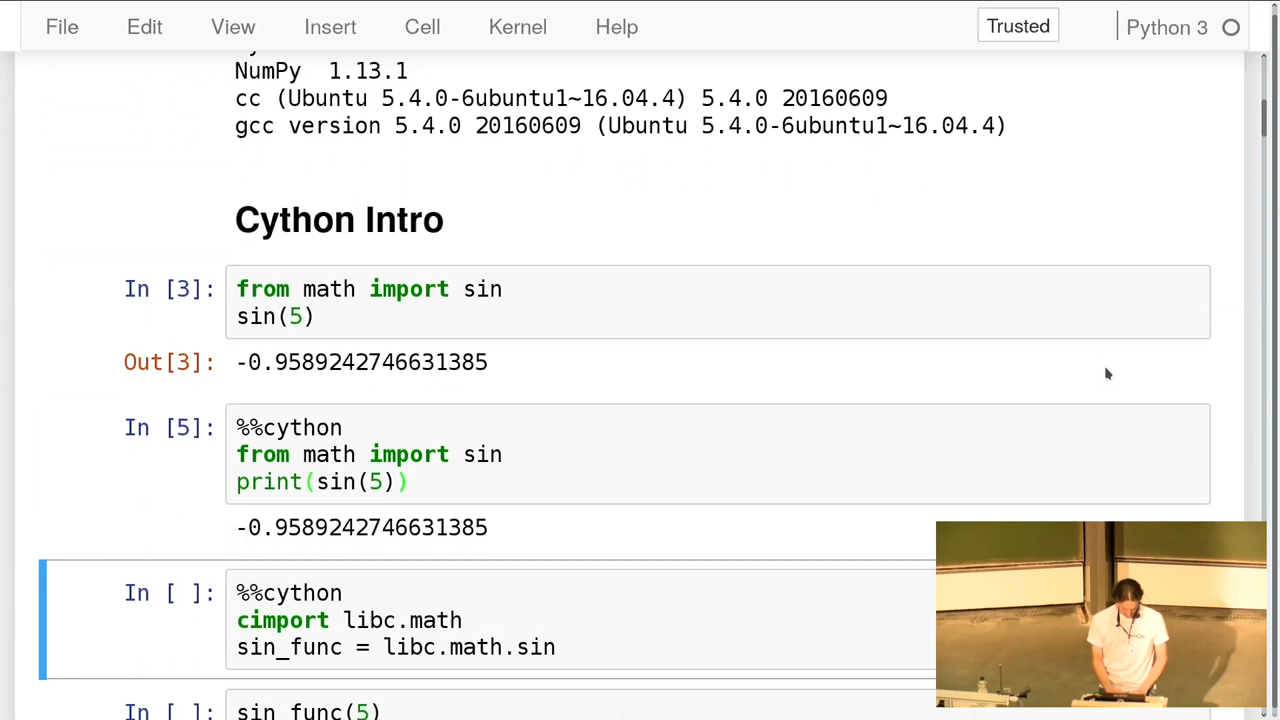 File Edit View Insert Cell Kernel Help Trusted Python 3
NumPy 1.13.1
cc (Ubuntu 5.4.0-6ubuntu1~16.04.4) 5.4.0 20160609
gcc version 5.4.0 20160609 (Ubuntu 5.4.0-6ubuntu1~16.04.4)
Cython Intro
In [3]: from math import sin
sin(5)
Out[3]: -0.9589242746631385
In [5]: %%cython
from math import sin
print(sin(5))
-0.9589242746631385
In [ ]: %%cython
cimport libc.math
sin_func = libc.math.sin
In [ ]: sin_func(5)